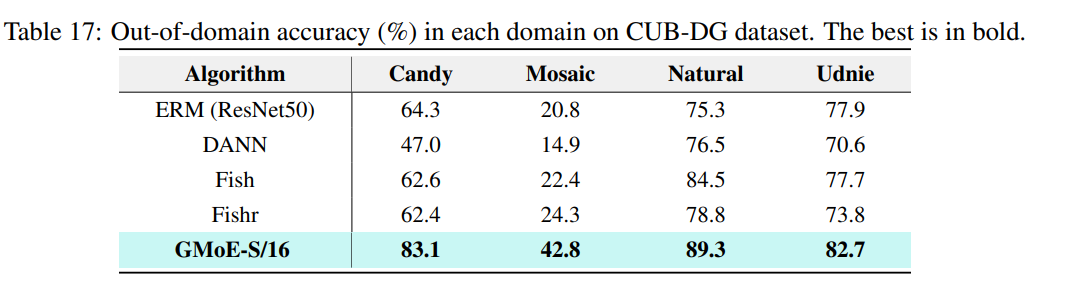 Table 17: Out-of-domain accuracy (%) in each domain on CUB-DG dataset. The best is in bold.
Algorithm Candy Mosaic Natural Udnie
ERM (ResNet50) 64.3 20.8 75.3 77.9
DANN 47.0 14.9 76.5 70.6
Fish 62.6 22.4 84.5 77.7
Fishr 62.4 24.3 78.8 73.8
GMoE-S/16 83.1 42.8 89.3 82.7